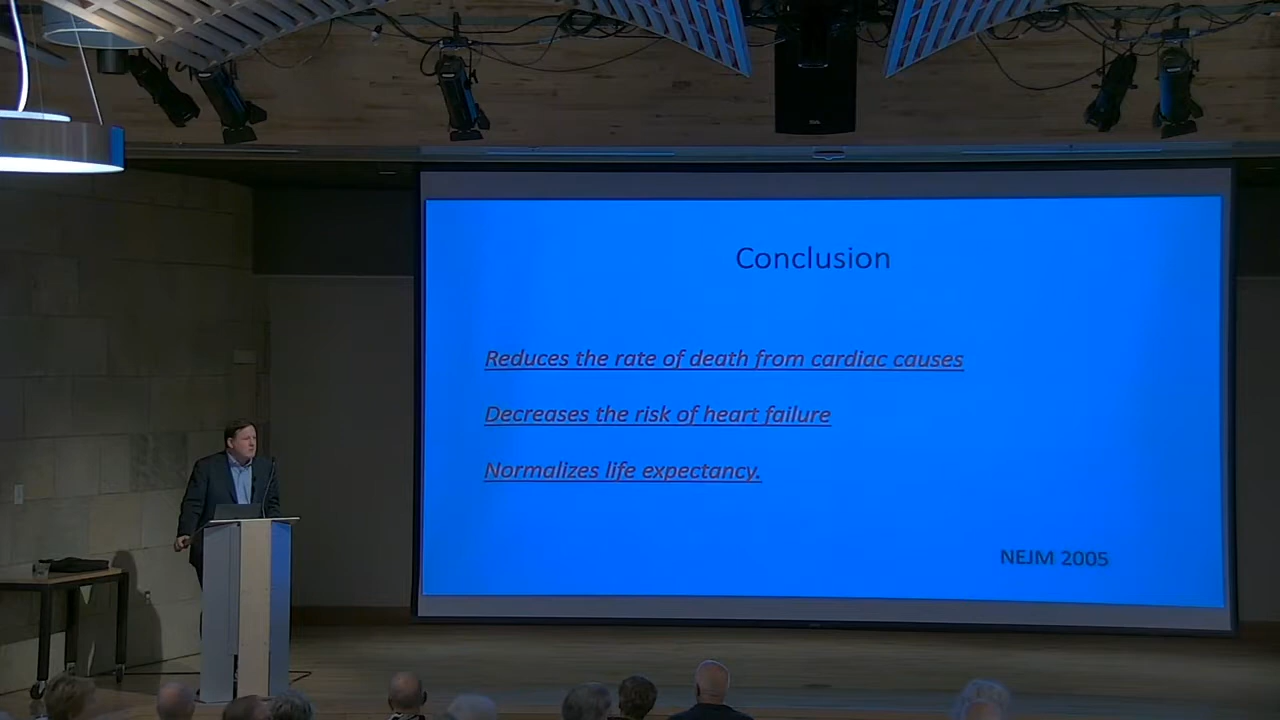 Conclusion
Reduces the rate of death from cardiac causes
Decreases the risk of heart failure
Normalizes life expectancy.
NEJM 2005